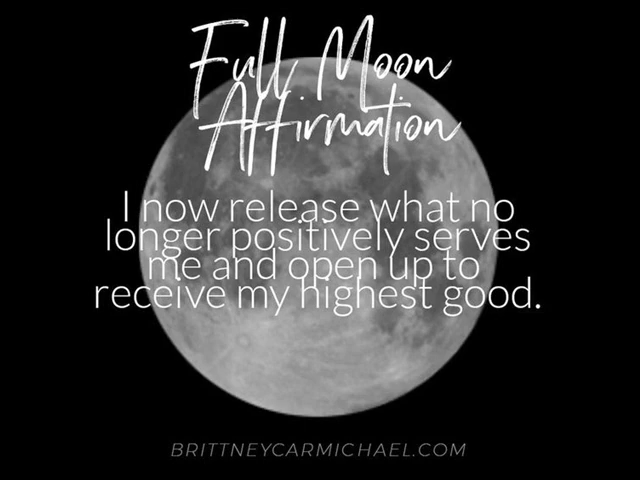 Full Moon
Affirmation
I now release what no
longer positively serves
me and open up to
receive my highest good.
BRITTNEYCARMICHAEL.COM